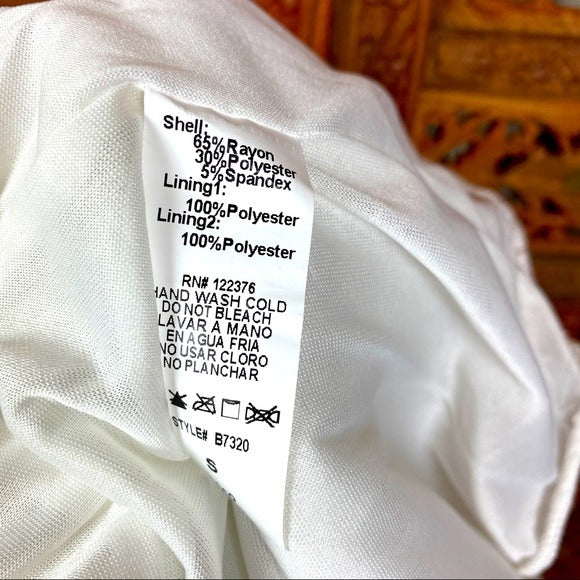 Shell:
65%Rayon
30%Polyester
5%Spandex
Lining1:
100%Polyester
Lining2:
100%Polyester
RN# 122376
HAND WASH COLD
DO NOT BLEACH
LAVAR A MANO
EN AGUA FRIA
NO USAR CLORO
NO PLANCHAR
STYLE# B7320
S